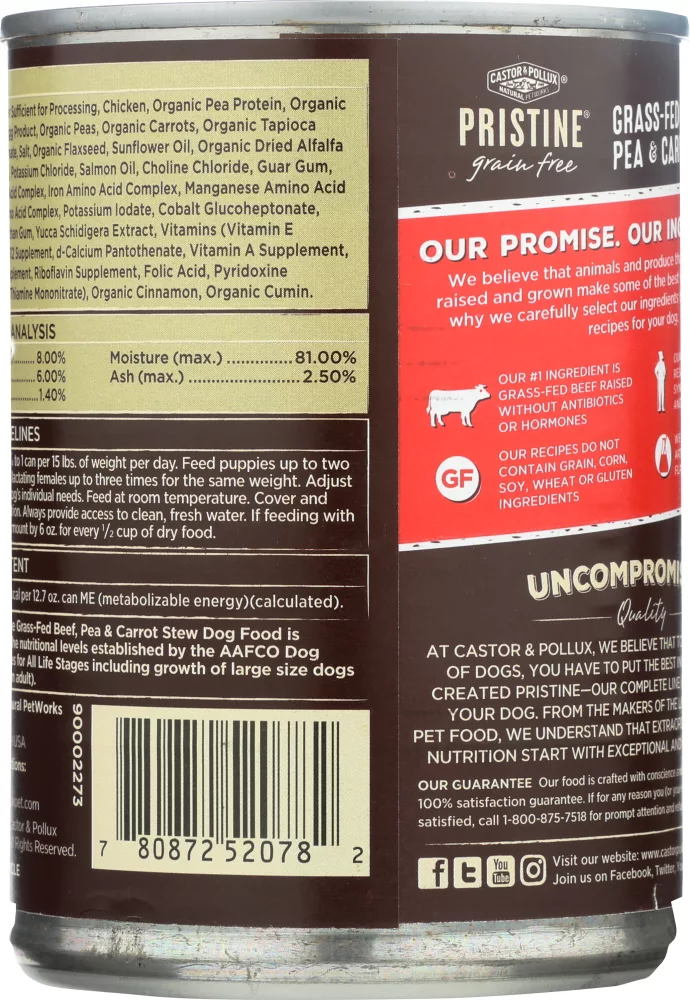 Sufficient for Processing, Chicken, Organic Pea Protein, Organic
Product, Organic Peas, Organic Carrots, Organic Tapioca
Salt, Organic Flaxseed, Sunflower Oil, Organic Dried Alfalfa
Potassium Chloride, Salmon Oil, Choline Chloride, Guar Gum,
Complex, Iron Amino Acid Complex, Manganese Amino Acid
Acid Complex, Potassium Iodate, Cobalt Glucoheptonate,
Gum, Yucca Schidigera Extract, Vitamins (Vitamin E
Supplement, d-Calcium Pantothenate, Vitamin A Supplement,
Riboflavin Supplement, Folic Acid, Pyridoxine
Thiamine Mononitrate), Organic Cinnamon, Organic Cumin.
ANALYSIS
8.00% Moisture (max.) 81.00%
6.00% Ash (max.) 2.50%
1.40%
ELINES
to 1 can per 15 lbs. of weight per day. Feed puppies up to two
lactating females up to three times for the same weight. Adjust
individual needs. Feed at room temperature. Cover and
Always provide access to clean, fresh water. If feeding with
by 6 oz. for every ½ cup of dry food.
ENT
per 12.7 oz. can ME (metabolizable energy)(calculated).
Grass-Fed Beef, Pea & Carrot Stew Dog Food is
nutritional levels established by the AAFCO Dog
for All Life Stages including growth of large size dogs
adult).
PetWorks
USA
90002273
7 80872 52078 2
& Pollux
Rights Reserved.
CASTOR & POLLUX®
NATURAL PETWORKS
PRISTINE®
grain free
GRASS-FED
PEA & CAR
OUR PROMISE. OUR ING
We believe that animals and produce
raised and grown make some of the best
why we carefully select our ingredients
recipes for your dog.
OUR #1 INGREDIENT IS
GRASS-FED BEEF RAISED
WITHOUT ANTIBIOTICS
OR HORMONES
GF
OUR RECIPES DO NOT
CONTAIN GRAIN, CORN,
SOY, WHEAT OR GLUTEN
INGREDIENTS
UNCOMPROMIS
Quality
AT CASTOR & POLLUX, WE BELIEVE THAT
OF DOGS, YOU HAVE TO PUT THE BEST
CREATED PRISTINE—OUR COMPLETE LINE
YOUR DOG. FROM THE MAKERS OF THE
PET FOOD, WE UNDERSTAND THAT EXTRAOR
NUTRITION START WITH EXCEPTIONAL AND
OUR GUARANTEE Our food is crafted with conscience
100% satisfaction guarantee. If for any reason you (or your
satisfied, call 1-800-875-7518 for prompt attention and
f t You Tube
Visit our website: www.castor
Join us on Facebook, Twitter,